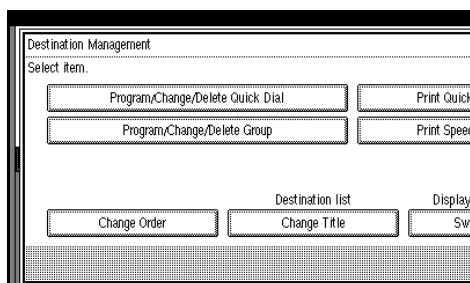 Destination Management
Select item.
Program/Change/Delete Quick Dial Print Quick
Program/Change/Delete Group Print Speed
Destination list Display
Change Order Change Title Sw